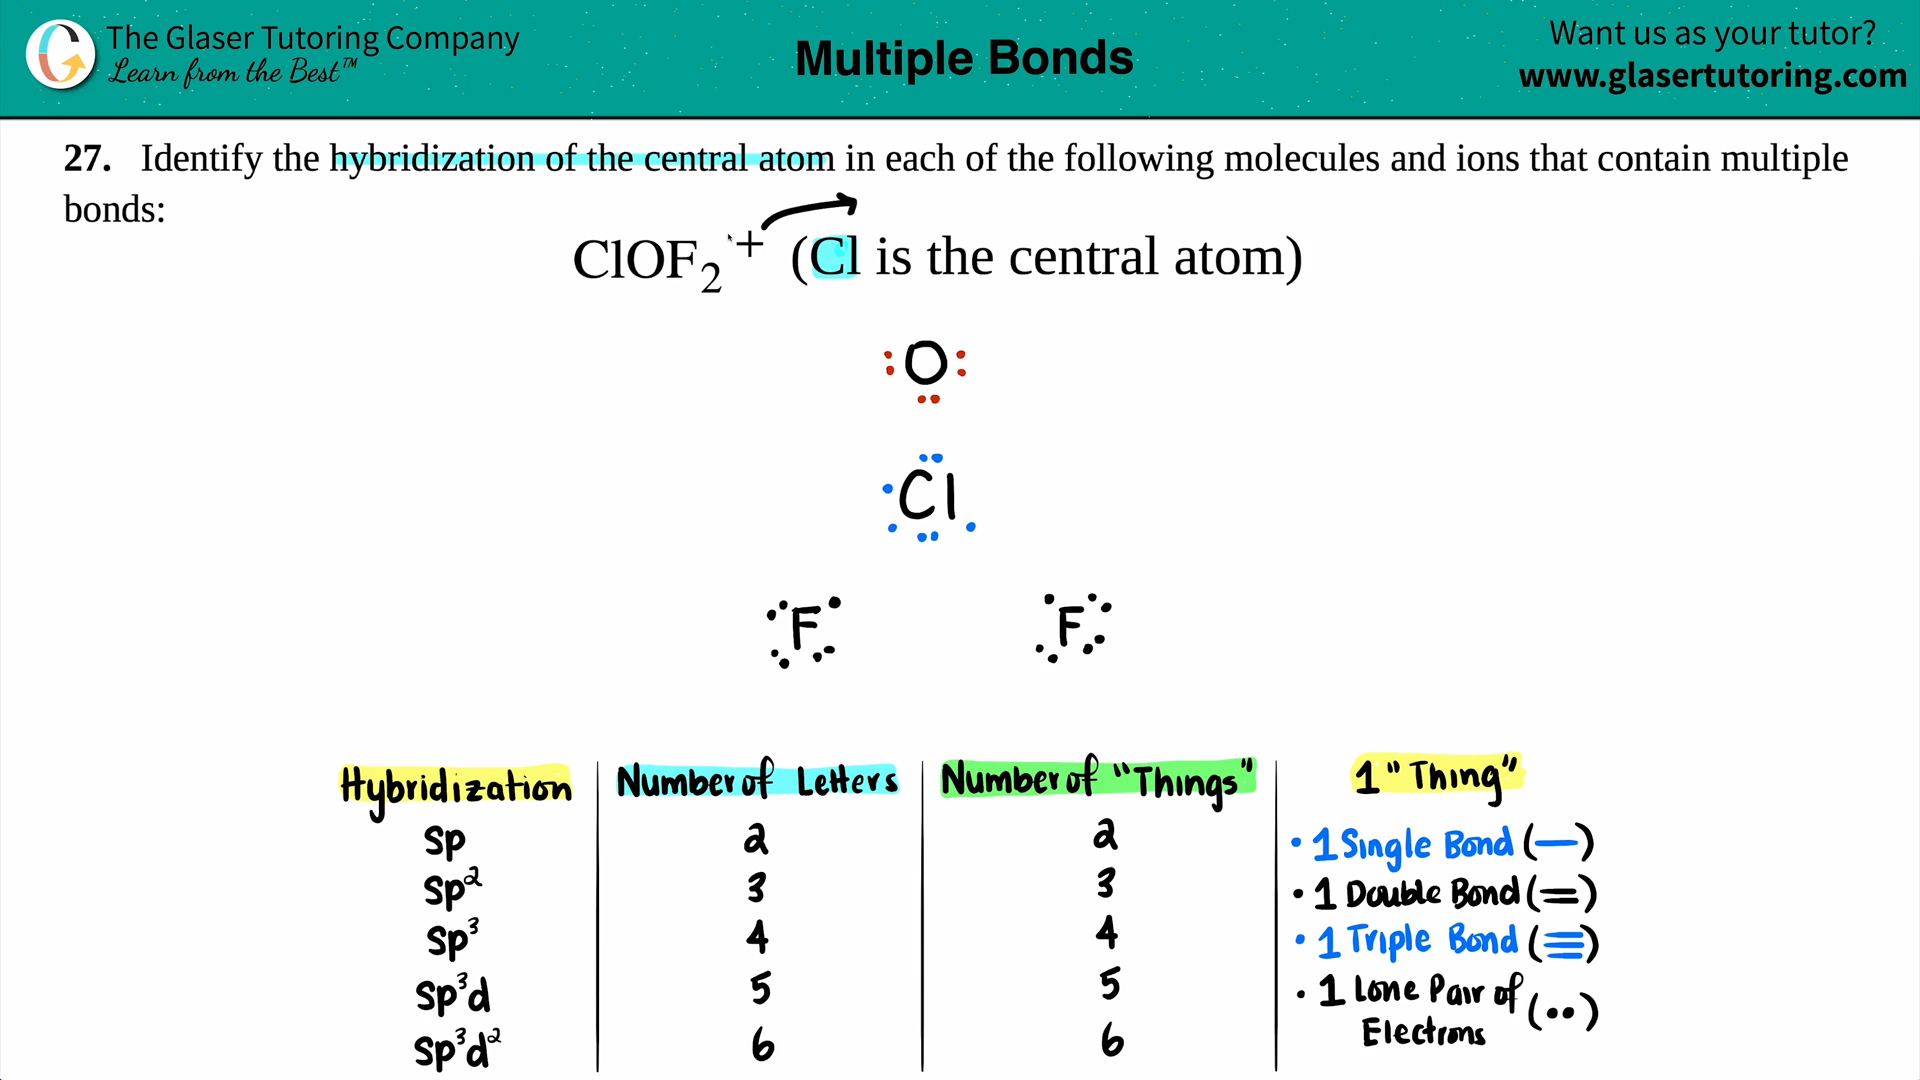 The Glaser Tutoring Company
Learn from the Best™
Multiple Bonds
Want us as your tutor?
www.glasertutoring.com
27. Identify the hybridization of the central atom in each of the following molecules and ions that contain multiple
bonds:
ClOF₂⁺ (Cl is the central atom)
O
Cl
F F
Hybridization Number of Letters Number of "Things" 1 "Thing"
Sp 2 2 • 1 Single Bond (—)
Sp² 3 3 • 1 Double Bond (=)
Sp³ 4 4 • 1 Triple Bond (≡)
Sp³d 5 5 • 1 Lone Pair of
Electrons (••)
Sp³d² 6 6